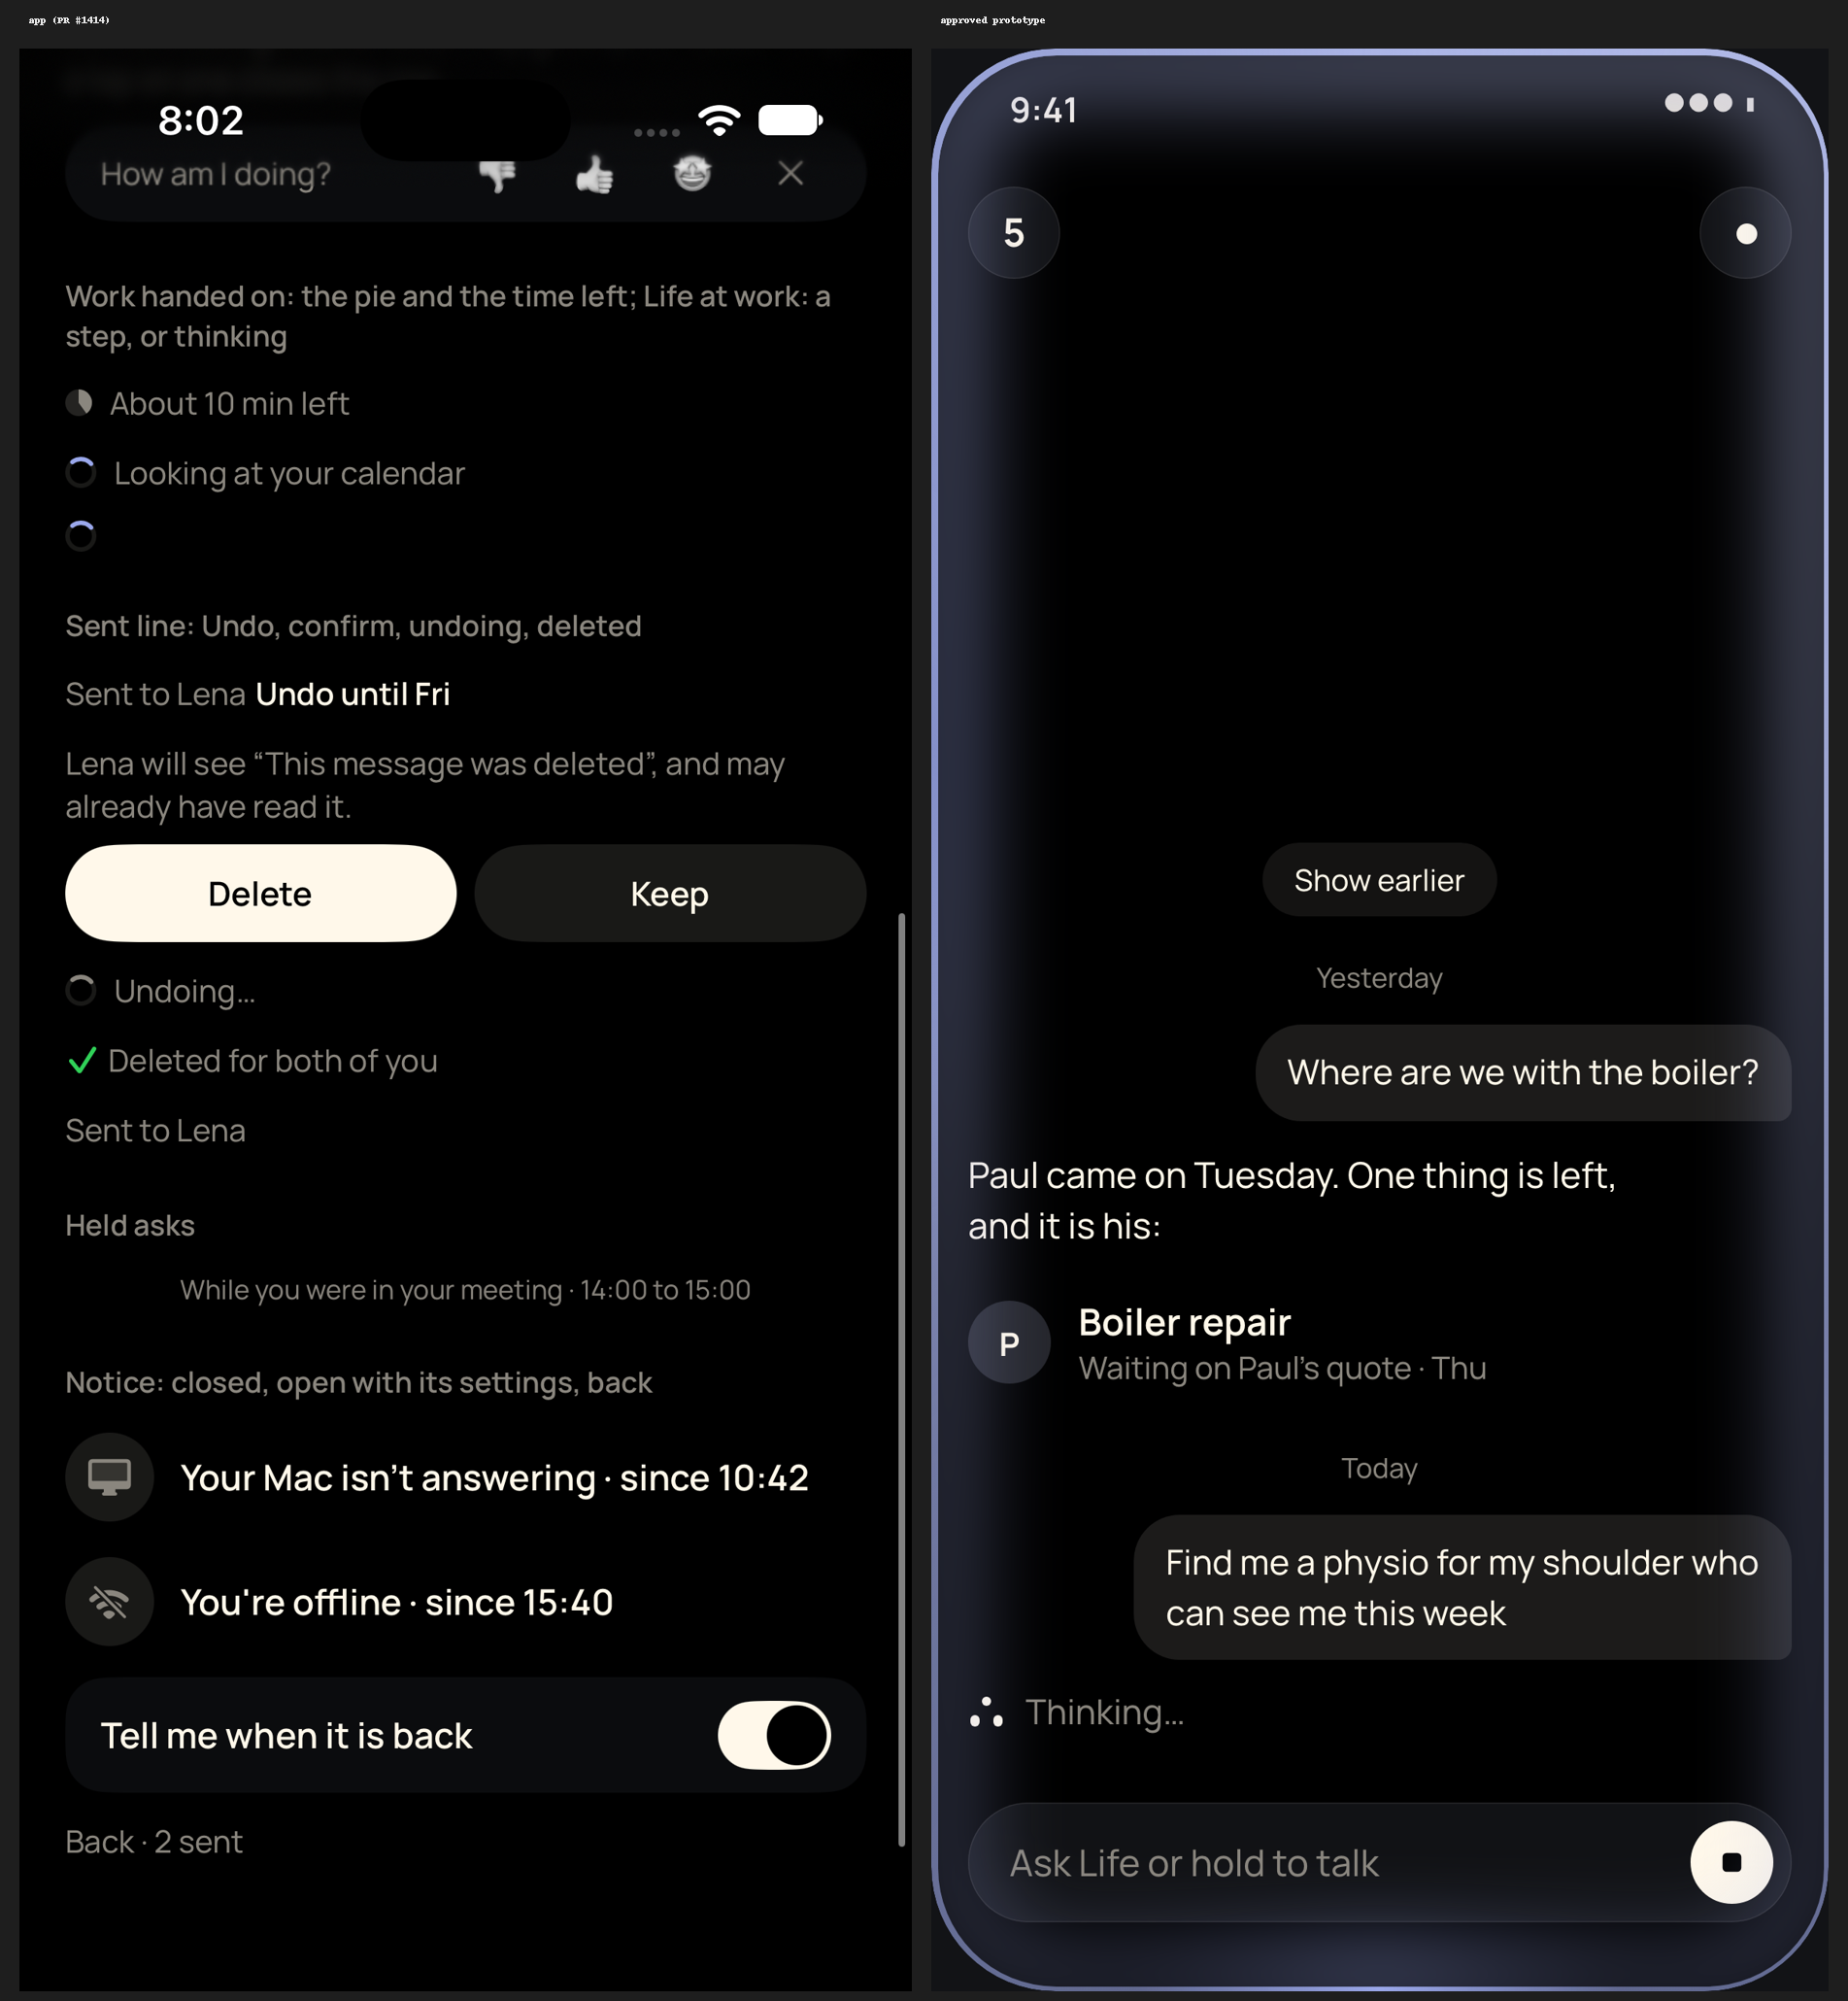 app (PR #1414)
8:02
How am I doing?
Work handed on: the pie and the time left; Life at work: a
step, or thinking
About 10 min left
Looking at your calendar
Sent line: Undo, confirm, undoing, deleted
Sent to Lena Undo until Fri
Lena will see “This message was deleted”, and may
already have read it.
Delete
Keep
Undoing…
Deleted for both of you
Sent to Lena
Held asks
While you were in your meeting · 14:00 to 15:00
Notice: closed, open with its settings, back
Your Mac isn’t answering · since 10:42
You're offline · since 15:40
Tell me when it is back
Back · 2 sent
approved prototype
9:41
5
Show earlier
Yesterday
Where are we with the boiler?
Paul came on Tuesday. One thing is left,
and it is his:
P
Boiler repair
Waiting on Paul’s quote · Thu
Today
Find me a physio for my shoulder who
can see me this week
Thinking…
Ask Life or hold to talk